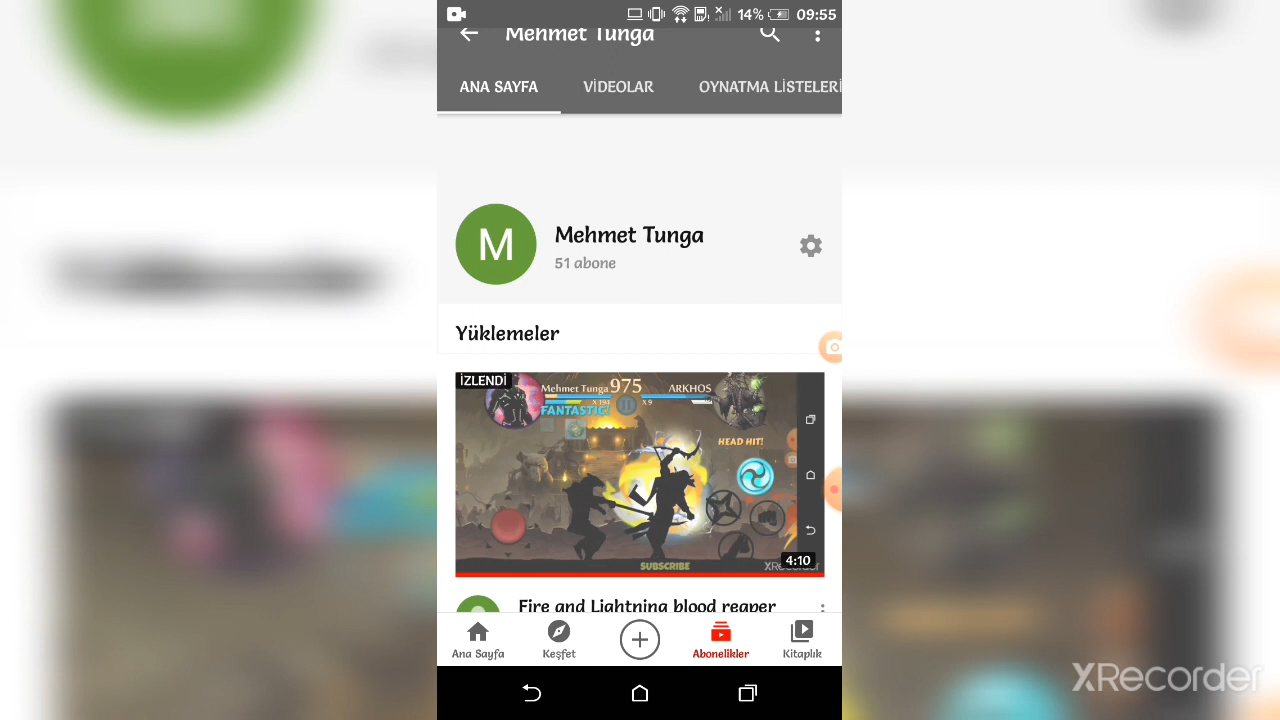 14% 09:55
Mehmet Tunga
ANA SAYFA VİDEOLAR OYNATMA LİSTELERİ
M
Mehmet Tunga
51 abone
Yüklemeler
İZLENDİ
Mehmet Tunga 975 ARKHOS
X 9
FANTASTIC!
HEAD HIT!
4:10
SUBSCRIBE
XRecorder
Fire and Lightning blood reaper
Ana Sayfa Keşfet Abonelikler Kitaplık
XRecorder